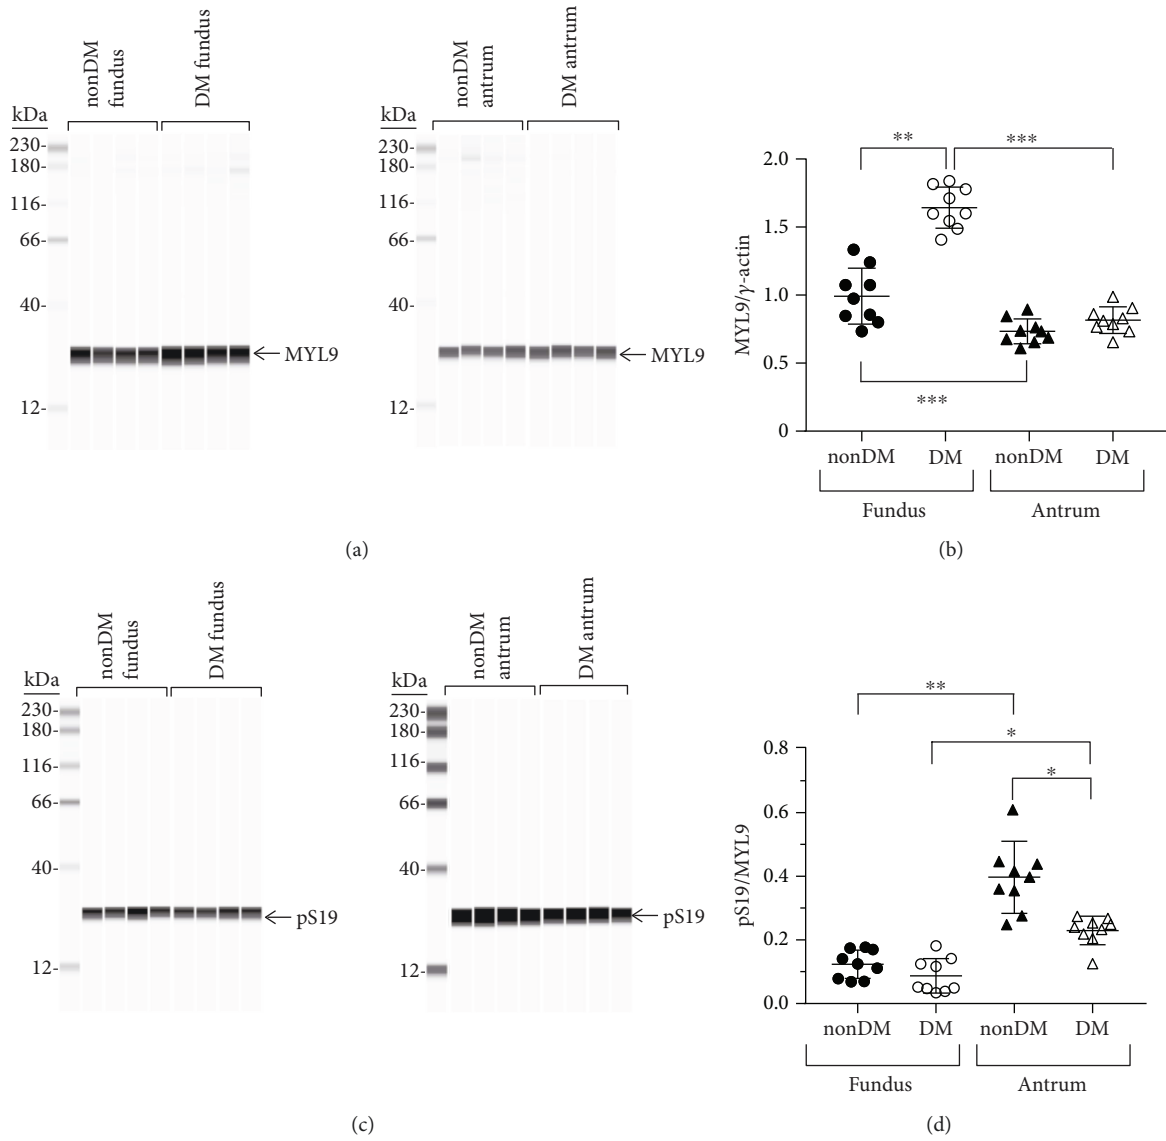 nonDM
fundus
DM fundus
kDa
230-
180-
116-
66-
40-
12-
MYL9
nonDM
antrum
DM antrum
kDa
230-
180-
116-
66-
40-
12-
MYL9
(a)
**
***
MYL9/γ-actin
2.0
1.5
1.0
0.5
0
***
nonDM
DM
nonDM
DM
Fundus
Antrum
(b)
nonDM
fundus
DM fundus
kDa
230-
180-
116-
66-
40-
12-
pS19
nonDM
antrum
DM antrum
kDa
230-
180-
116-
66-
40-
12-
pS19
(c)
**
*
*
pS19/MYL9
0.8
0.6
0.4
0.2
0.0
nonDM
DM
nonDM
DM
Fundus
Antrum
(d)